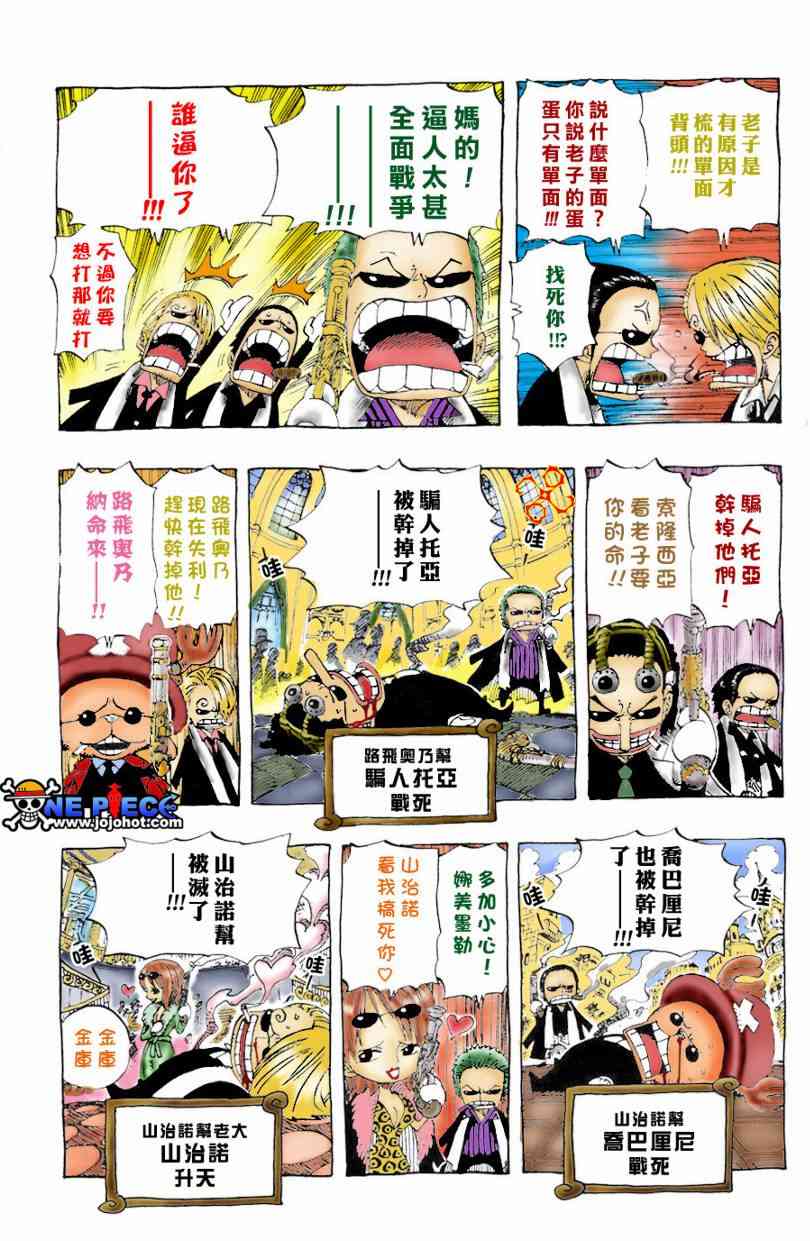 老子是
有原因才
梳的單面
背頭!!!
說什麼單面?
你說老子的蛋
蛋只有單面!!!
找死你!!?
媽的!
逼人太甚
全面戰爭
——!!!
誰逼你了
——!!!
不過你要
想打那就打
騙人托亞
幹掉他們!
索隆西亞
看老子要
你的命!!
騙人托亞
被幹掉了
——!!!
哇
哇
路飛奧乃幫
騙人托亞
戰死
路飛奧乃
現在失利!
趕快幹掉他!!
路飛奧乃
納命來——!!
ONE PIECE
www.jojohot.com
喬巴厘尼
也被幹掉
了——!!!
哇
哇
山治諾幫
喬巴厘尼
戰死
多加小心!
娜美墨勒
山治諾
看我搞死你♡
山治諾幫
被滅了
——!!!
哇
哇
金庫
金庫
山治諾幫老大
山治諾
升天